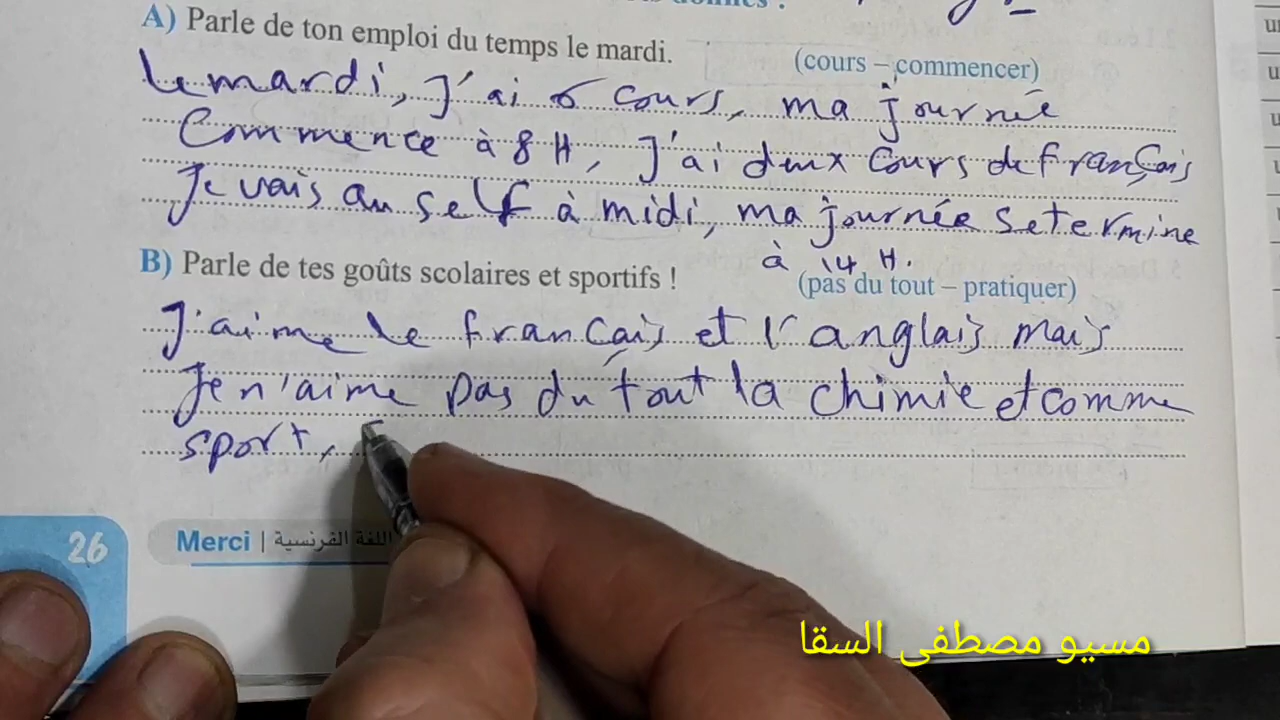 A) Parle de ton emploi du temps le mardi.
(cours – commencer)
le mardi, J'ai 6 cours, ma journée
Commence à 8 H, J'ai deux cours de français
Je vais au self à midi, ma journée se termine
à 14 H.
B) Parle de tes goûts scolaires et sportifs !
(pas du tout – pratiquer)
J'aime le français et l'anglais mais
Je n'aime pas du tout la chimie et comme
sport,
26
Merci | اللغة الفرنسية
مسيو مصطفى السقا